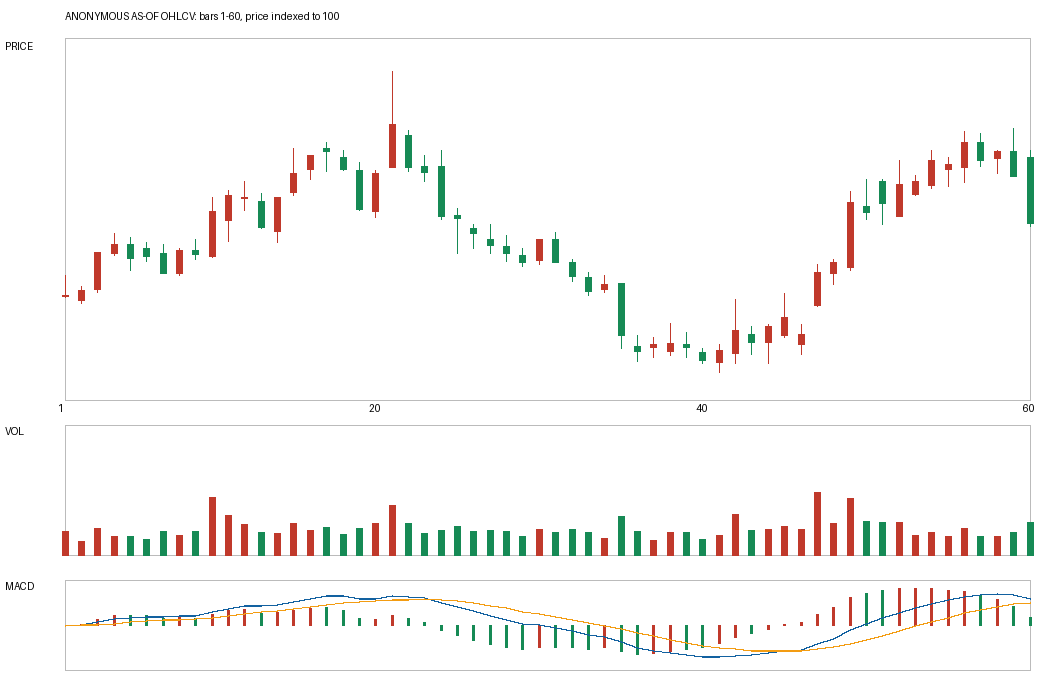 ANONYMOUS AS-OF OHLCV: bars 1-60, price indexed to 100
PRICE
1 20 40 60
VOL
MACD